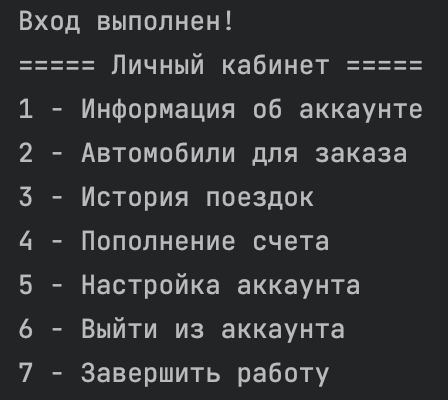 Вход выполнен!
===== Личный кабинет =====
1 - Информация об аккаунте
2 - Автомобили для заказа
3 - История поездок
4 - Пополнение счета
5 - Настройка аккаунта
6 - Выйти из аккаунта
7 - Завершить работу